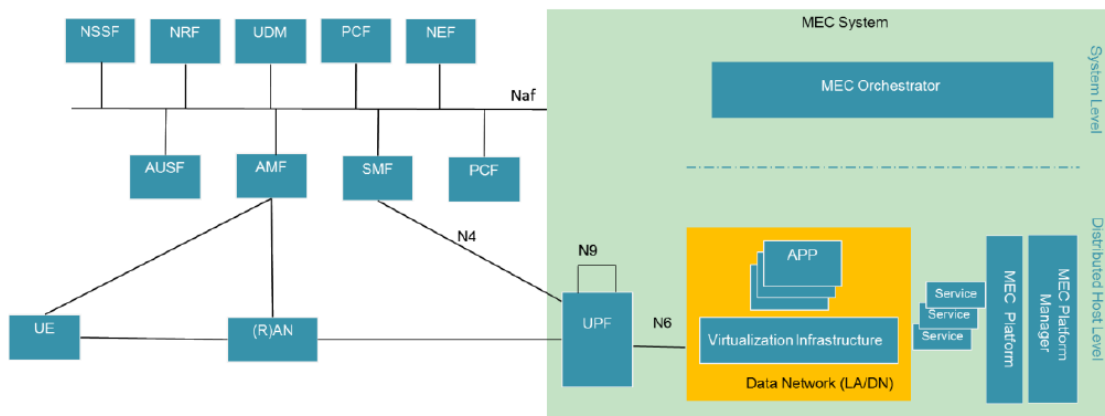 MEC System
NSSF
NRF
UDM
PCF
NEF
MEC Orchestrator
System Level
Naf
AUSF
AMF
SMF
PCF
N4
N9
APP
Distributed Host Level
UE
(R)AN
UPF
N6
Virtualization Infrastructure
Data Network (LA/DN)
Service
Service
Service
MEC Platform
MEC Platform
Manager